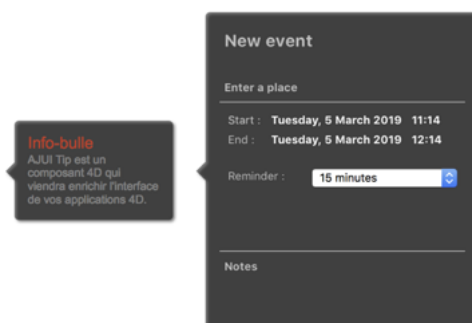 Info-bulle
AJUI Tip est un
composant 4D qui
viendra enrichir l'interface
de vos applications 4D.
New event
Enter a place
Start : Tuesday, 5 March 2019 11:14
End : Tuesday, 5 March 2019 12:14
Reminder : 15 minutes
Notes